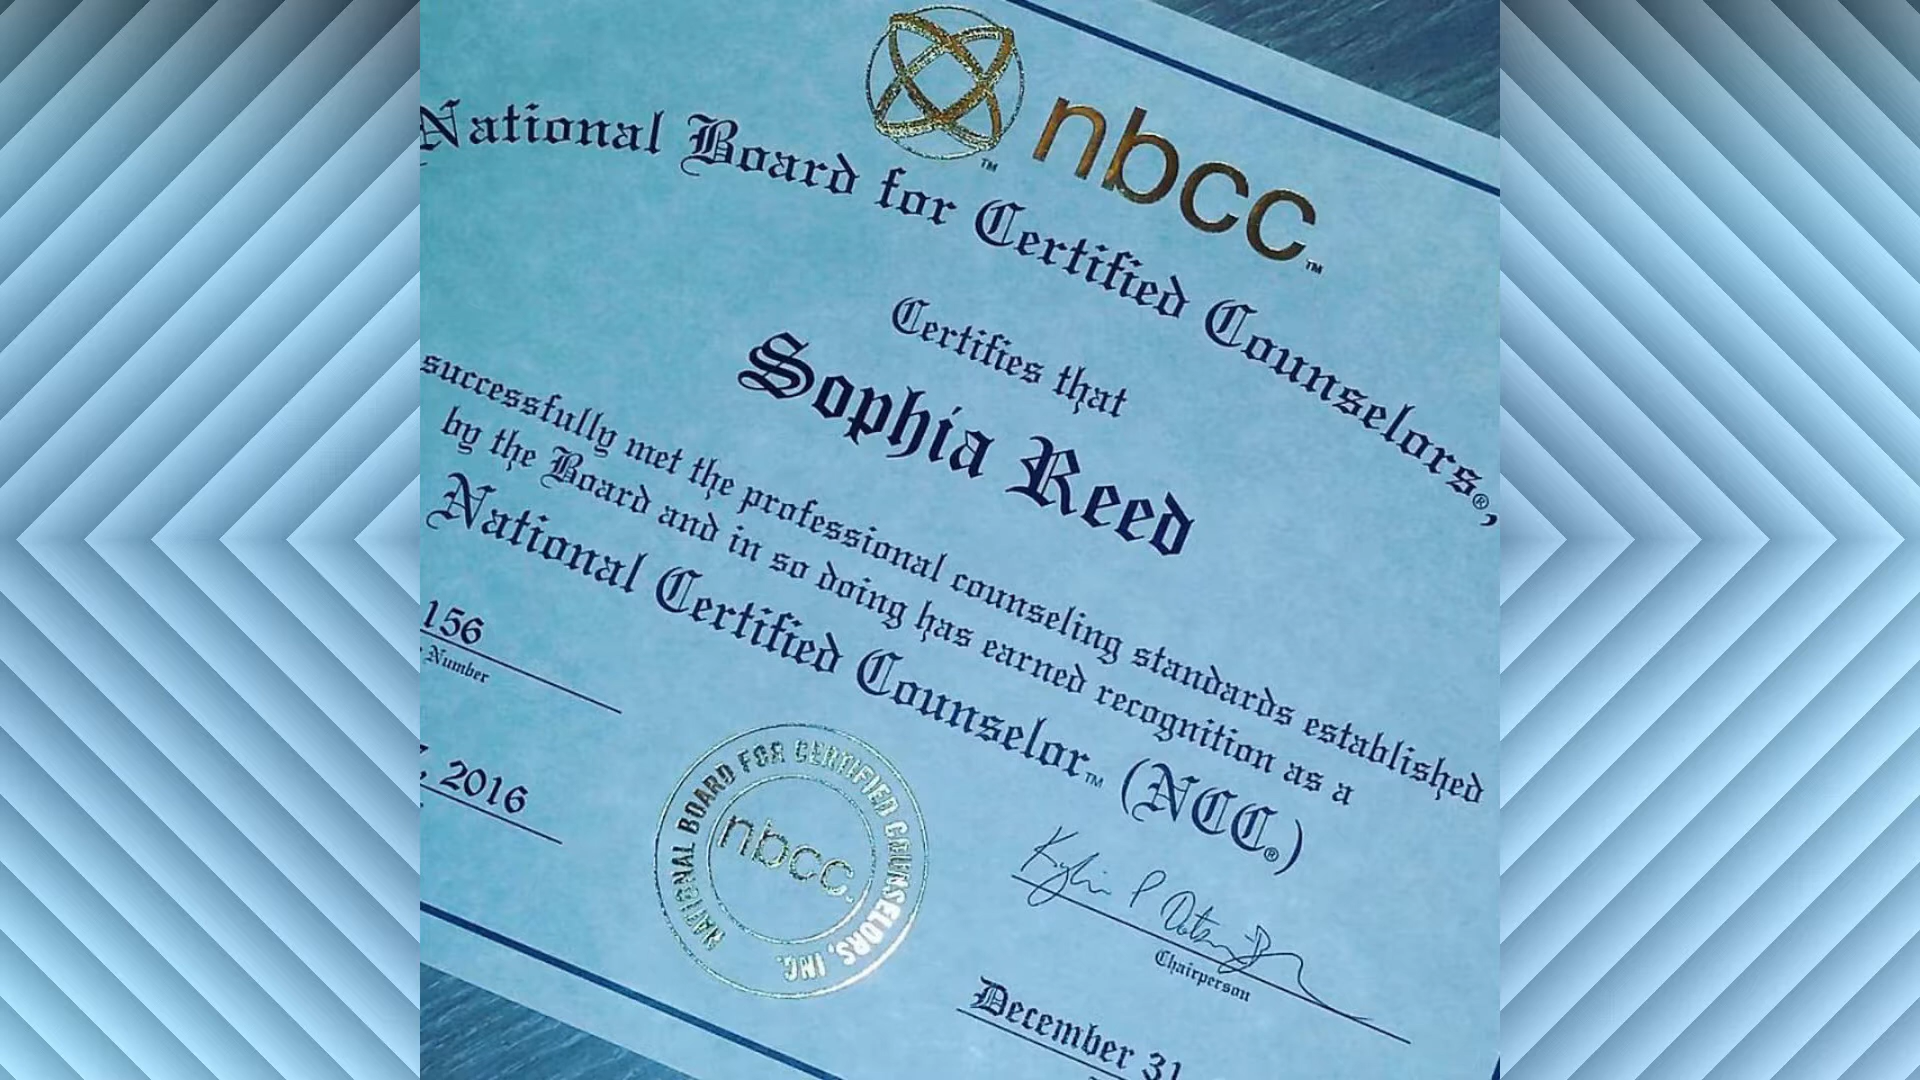 nbcc™
National Board for Certified Counselors®,
Certifies that
Sophia Reed
successfully met the professional counseling standards established
by the Board and in so doing has earned recognition as a
National Certified Counselor™ (NCC®)
156
Number
, 2016
NATIONAL BOARD FOR CERTIFIED COUNSELORS, INC.
nbcc
Chairperson
December 31